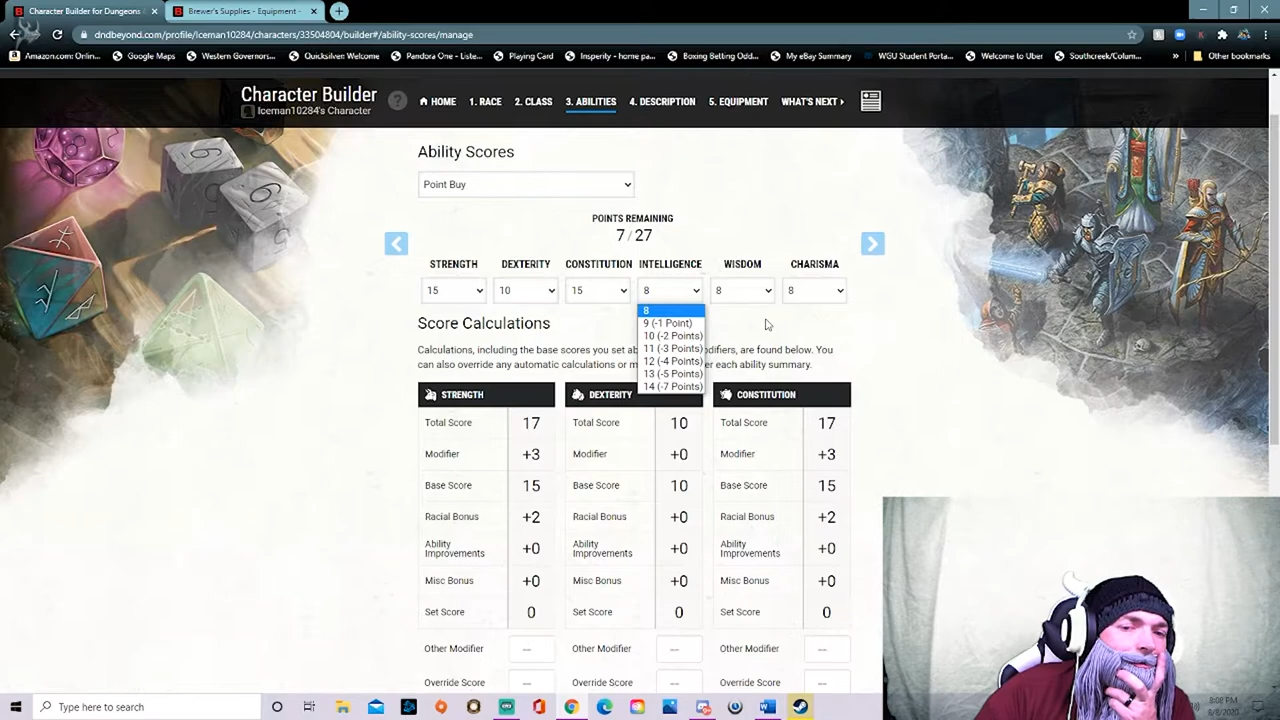 Character Builder for Dungeons &
Brewer's Supplies - Equipment -
dndbeyond.com/profile/Iceman10284/characters/33504804/builder#/ability-scores/manage
Amazon.com: Onlin... Google Maps Western Governors... Quicksilver: Welcome Pandora One - Liste... Playing Card Insperity - home pa... Boxing Betting Odd... My eBay Summary WGU Student Porta... Welcome to Uber Southcreek/Colum... » Other bookmarks
Character Builder
Iceman10284's Character
?
HOME 1. RACE 2. CLASS 3. ABILITIES 4. DESCRIPTION 5. EQUIPMENT WHAT'S NEXT
Ability Scores
Point Buy
POINTS REMAINING
7 / 27
STRENGTH DEXTERITY CONSTITUTION INTELLIGENCE WISDOM CHARISMA
15 10 15 8 8 8
8
9 (-1 Point)
10 (-2 Points)
11 (-3 Points)
12 (-4 Points)
13 (-5 Points)
14 (-7 Points)
Score Calculations
Calculations, including the base scores you set ab odifiers, are found below. You
can also override any automatic calculations or m er each ability summary.
STRENGTH DEXTERITY CONSTITUTION
Total Score 17 Total Score 10 Total Score 17
Modifier +3 Modifier +0 Modifier +3
Base Score 15 Base Score 10 Base Score 15
Racial Bonus +2 Racial Bonus +0 Racial Bonus +2
Ability Improvements +0 Ability Improvements +0 Ability Improvements +0
Misc Bonus +0 Misc Bonus +0 Misc Bonus +0
Set Score 0 Set Score 0 Set Score 0
Other Modifier -- Other Modifier -- Other Modifier --
Override Score -- Override Score -- Override Score --
Type here to search
8:08 PM
8/8/2020